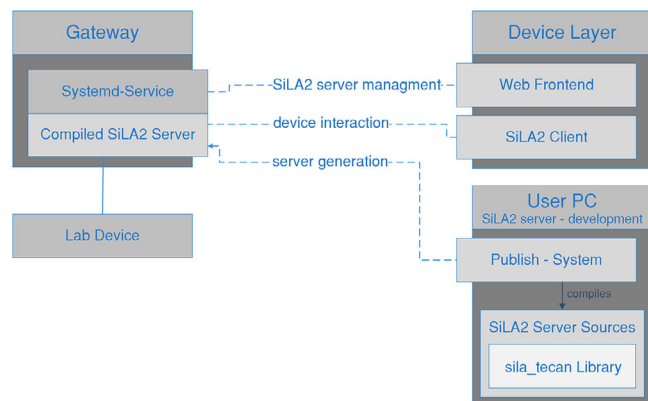 Gateway
Systemd-Service
Compiled SiLA2 Server
Lab Device
SiLA2 server managment
device interaction
server generation
Device Layer
Web Frontend
SiLA2 Client
User PC
SiLA2 server - development
Publish - System
compiles
SiLA2 Server Sources
sila_tecan Library